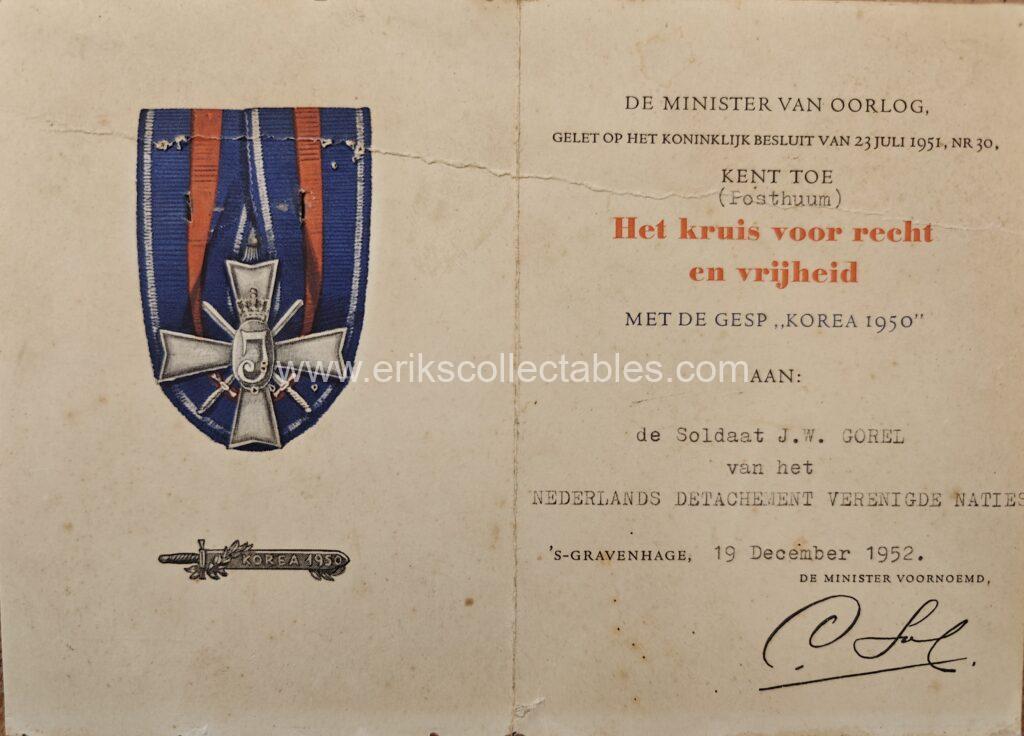 KOREA 1950
DE MINISTER VAN OORLOG,
GELET OP HET KONINKLIJK BESLUIT VAN 23 JULI 1951, NR 30,
KENT TOE
(Posthuum)
Het kruis voor recht
en vrijheid
MET DE GESP „KOREA 1950”
www.erikscollectables.com
AAN:
de Soldaat J.W. GOREL
van het
NEDERLANDS DETACHEMENT VERENIGDE NATIES
'S-GRAVENHAGE, 19 December 1952.
DE MINISTER VOORNOEMD,